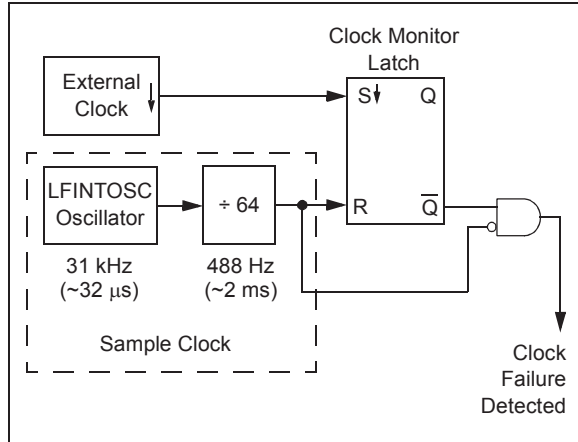 Clock Monitor
Latch
External
Clock
S
Q
LFINTOSC
Oscillator
÷ 64
R
Q̅
31 kHz
(~32 μs)
488 Hz
(~2 ms)
Sample Clock
Clock
Failure
Detected